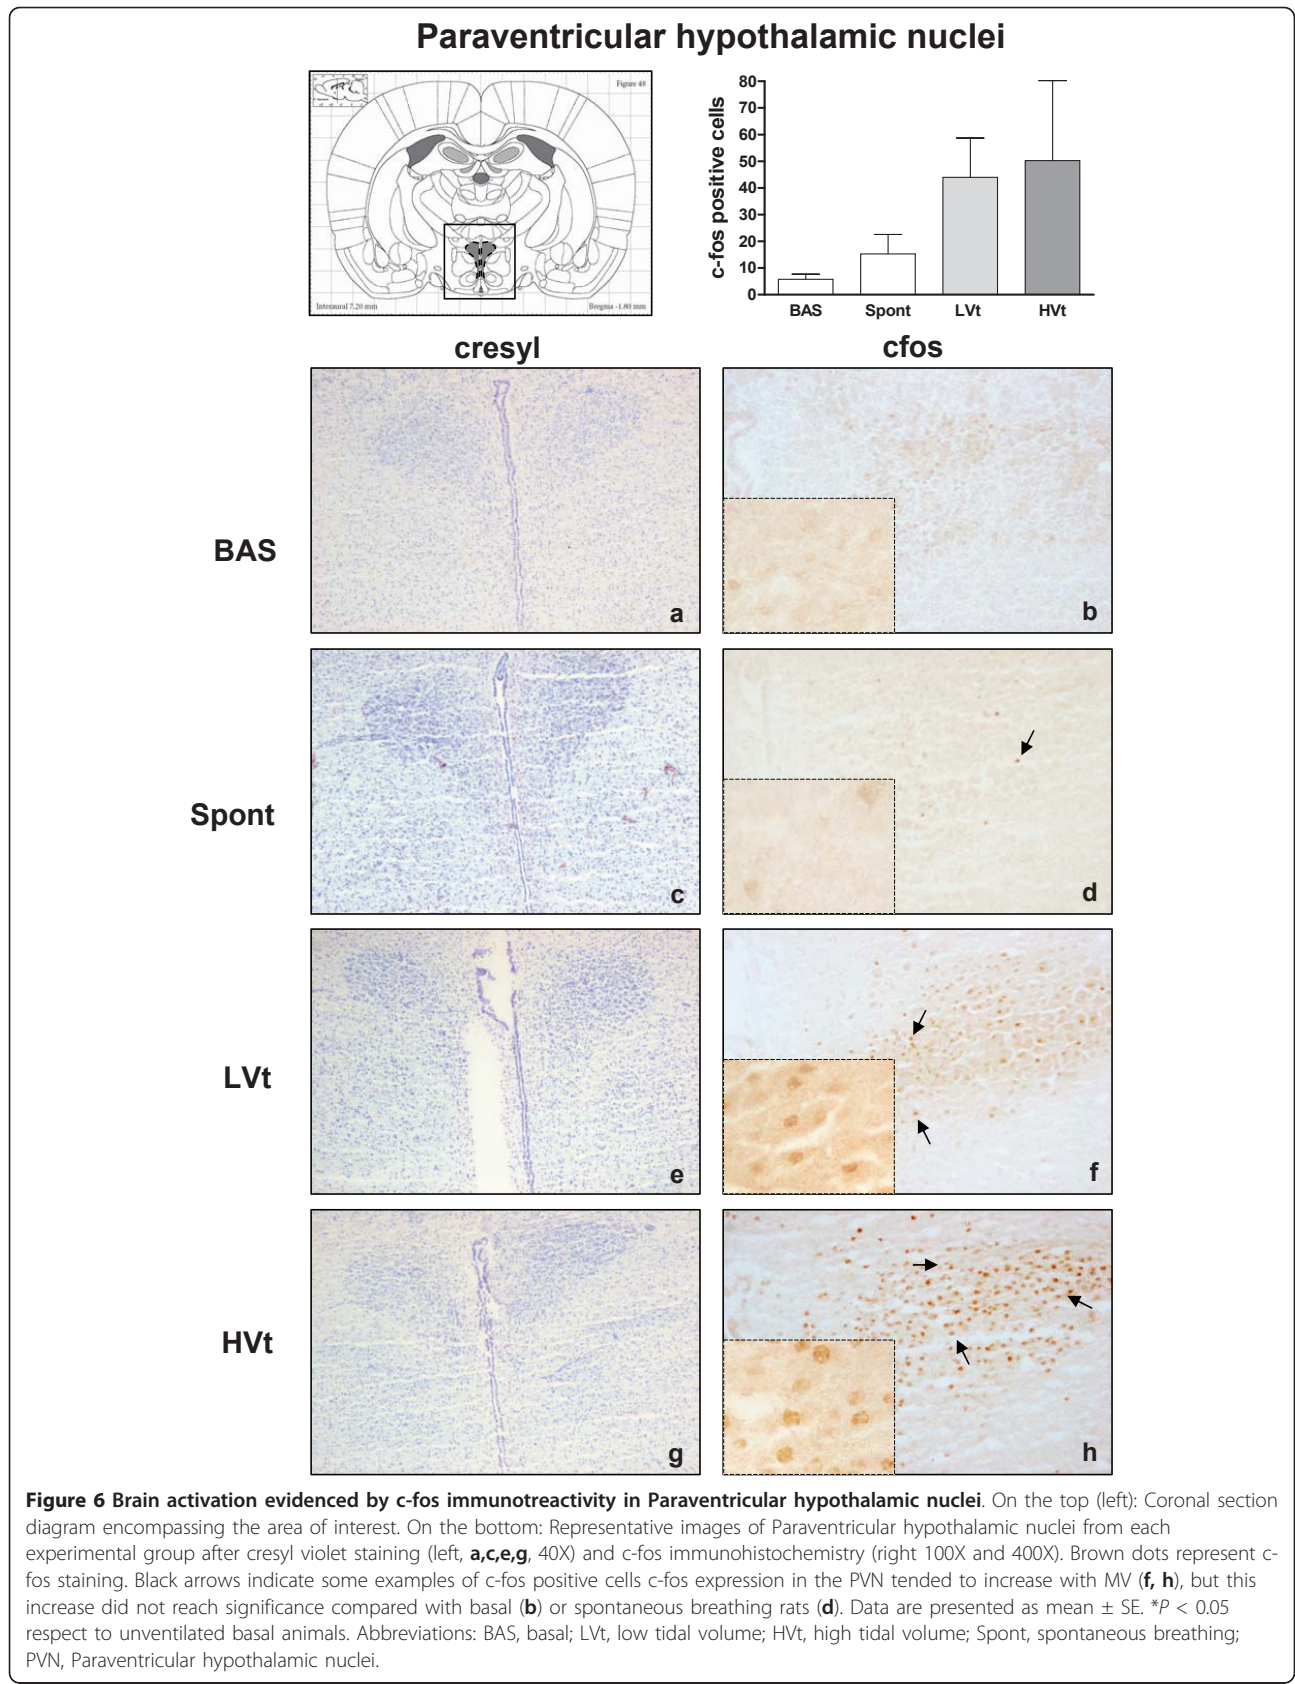 Paraventricular hypothalamic nuclei
Figure 48
Interaural 7.20 mm
Bregma -1.80 mm
c-fos positive cells
80
70
60
50
40
30
20
10
0
BAS Spont LVt HVt
cresyl cfos
BAS
a
b
Spont
c
d
LVt
e
f
HVt
g
h
Figure 6 Brain activation evidenced by c-fos immunotreactivity in Paraventricular hypothalamic nuclei. On the top (left): Coronal section
diagram encompassing the area of interest. On the bottom: Representative images of Paraventricular hypothalamic nuclei from each
experimental group after cresyl violet staining (left, a,c,e,g, 40X) and c-fos immunohistochemistry (right 100X and 400X). Brown dots represent c-
fos staining. Black arrows indicate some examples of c-fos positive cells c-fos expression in the PVN tended to increase with MV (f, h), but this
increase did not reach significance compared with basal (b) or spontaneous breathing rats (d). Data are presented as mean ± SE. *P < 0.05
respect to unventilated basal animals. Abbreviations: BAS, basal; LVt, low tidal volume; HVt, high tidal volume; Spont, spontaneous breathing;
PVN, Paraventricular hypothalamic nuclei.